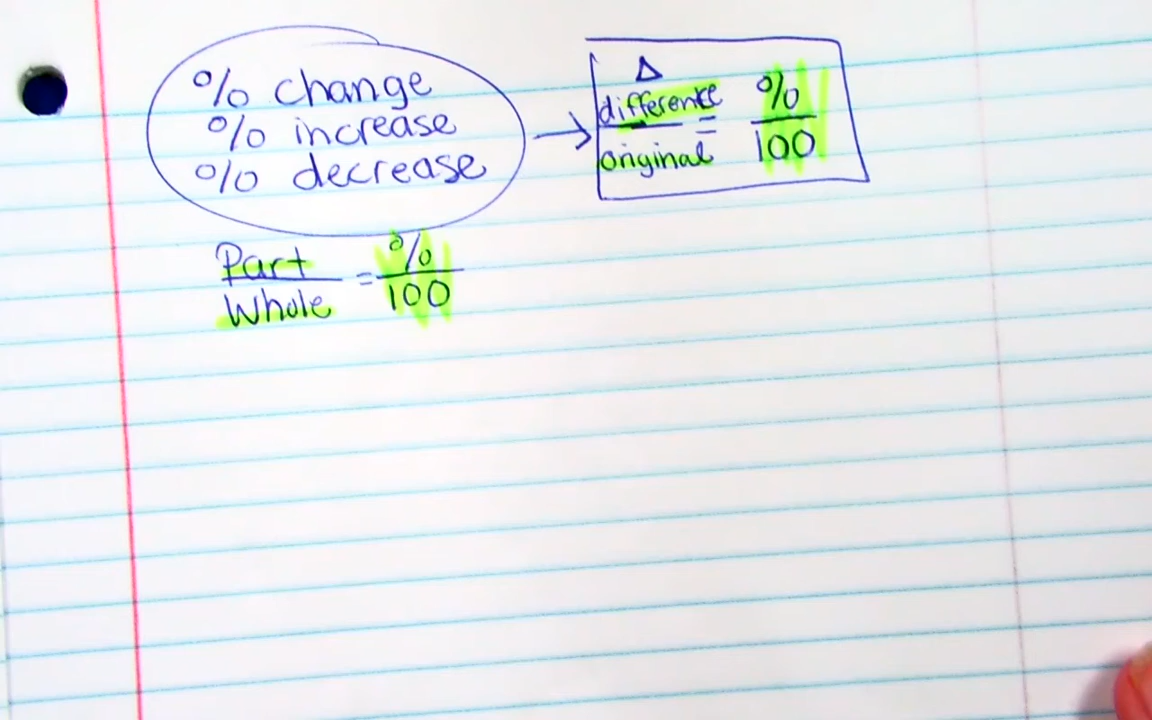 % change
% increase
% decrease
→
Δ
difference
original
=
%
100
Part
Whole
=
%
100